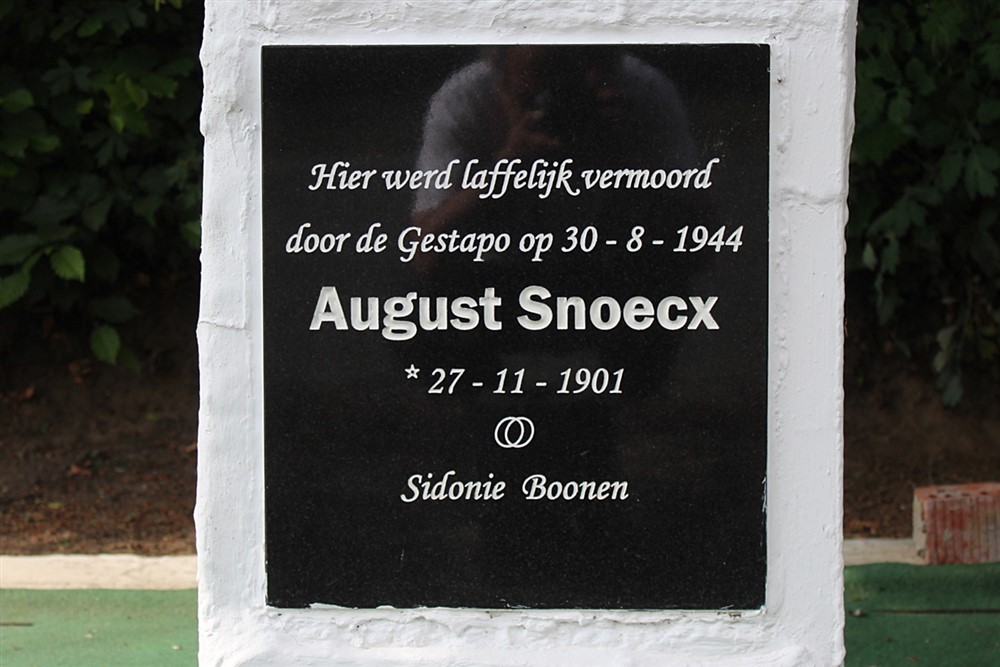 Hier werd laffelijk vermoord
door de Gestapo op 30 - 8 - 1944
August Snoecx
* 27 - 11 - 1901
Sidonie Boonen